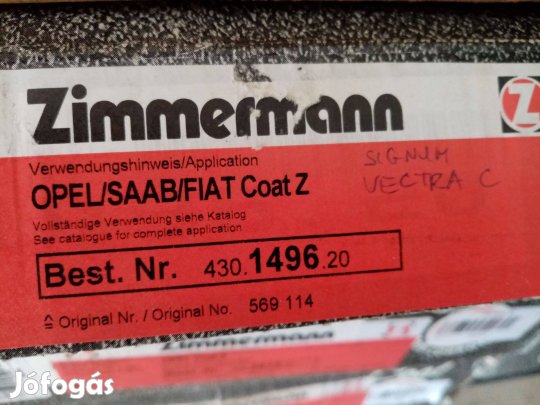 Zimmermann
Z
Verwendungshinweis/Application
OPEL/SAAB/FIAT Coat Z
SIGNUM
VECTRA C
Vollständige Verwendung siehe Katalog
See catalogue for complete application
Best. Nr. 430.1496.20
≙ Original Nr. / Original No. 569 114
Zimmermann
Jófogás